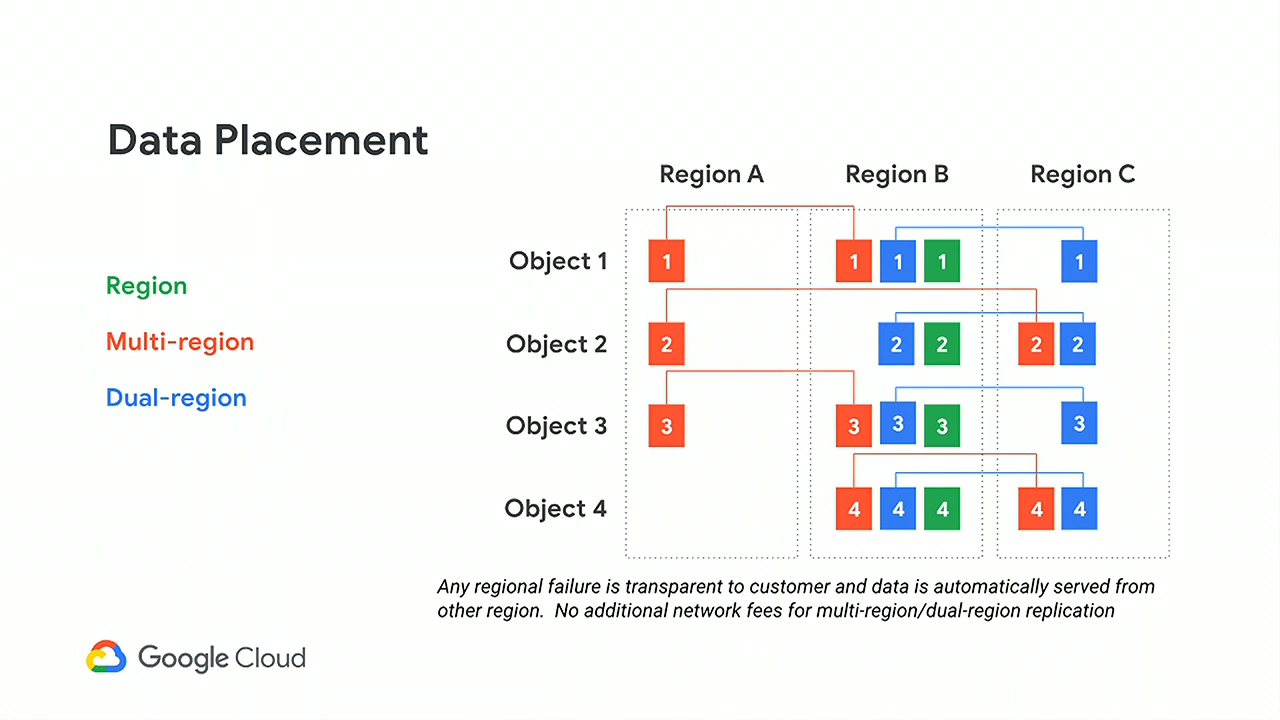 Data Placement
Region A Region B Region C
Region
Multi-region
Dual-region
Object 1 1 1 1 1 1
Object 2 2 2 2 2 2
Object 3 3 3 3 3 3
Object 4 4 4 4 4 4
Any regional failure is transparent to customer and data is automatically served from
other region. No additional network fees for multi-region/dual-region replication
Google Cloud